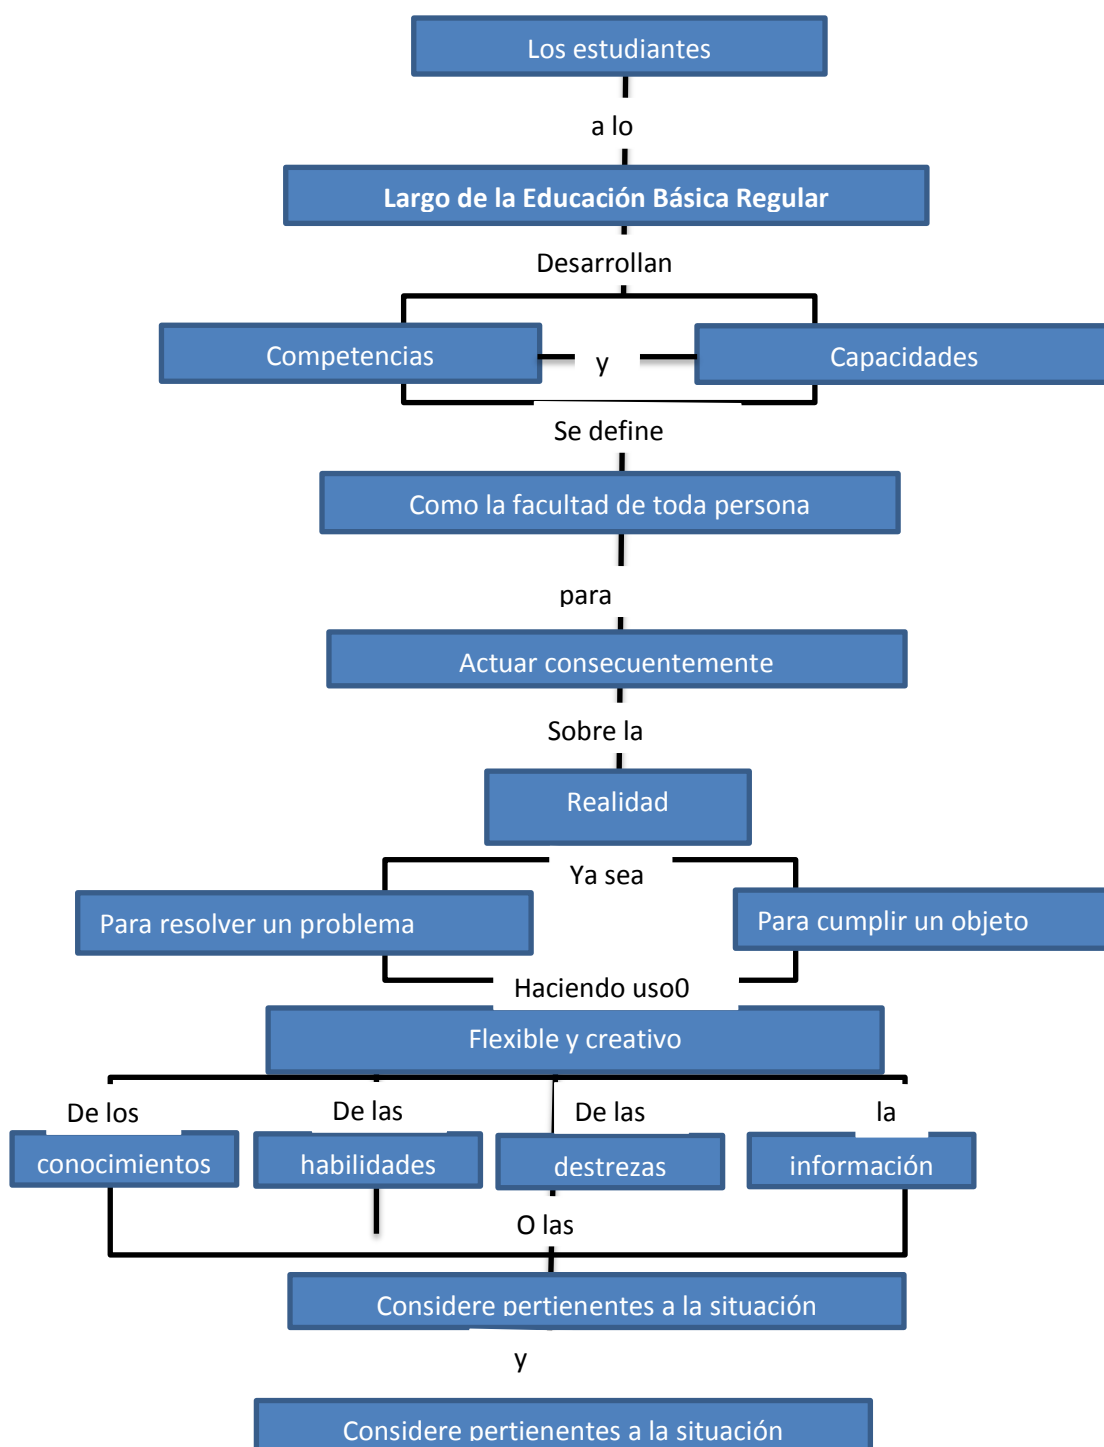 Los estudiantes
a lo
Largo de la Educación Básica Regular
Desarrollan
Competencias
y
Capacidades
Se define
Como la facultad de toda persona
para
Actuar consecuentemente
Sobre la
Realidad
Ya sea
Para resolver un problema
Para cumplir un objeto
Haciendo uso0
Flexible y creativo
De los
De las
De las
la
conocimientos
habilidades
destrezas
información
O las
Considere pertienentes a la situación
y
Considere pertienentes a la situación